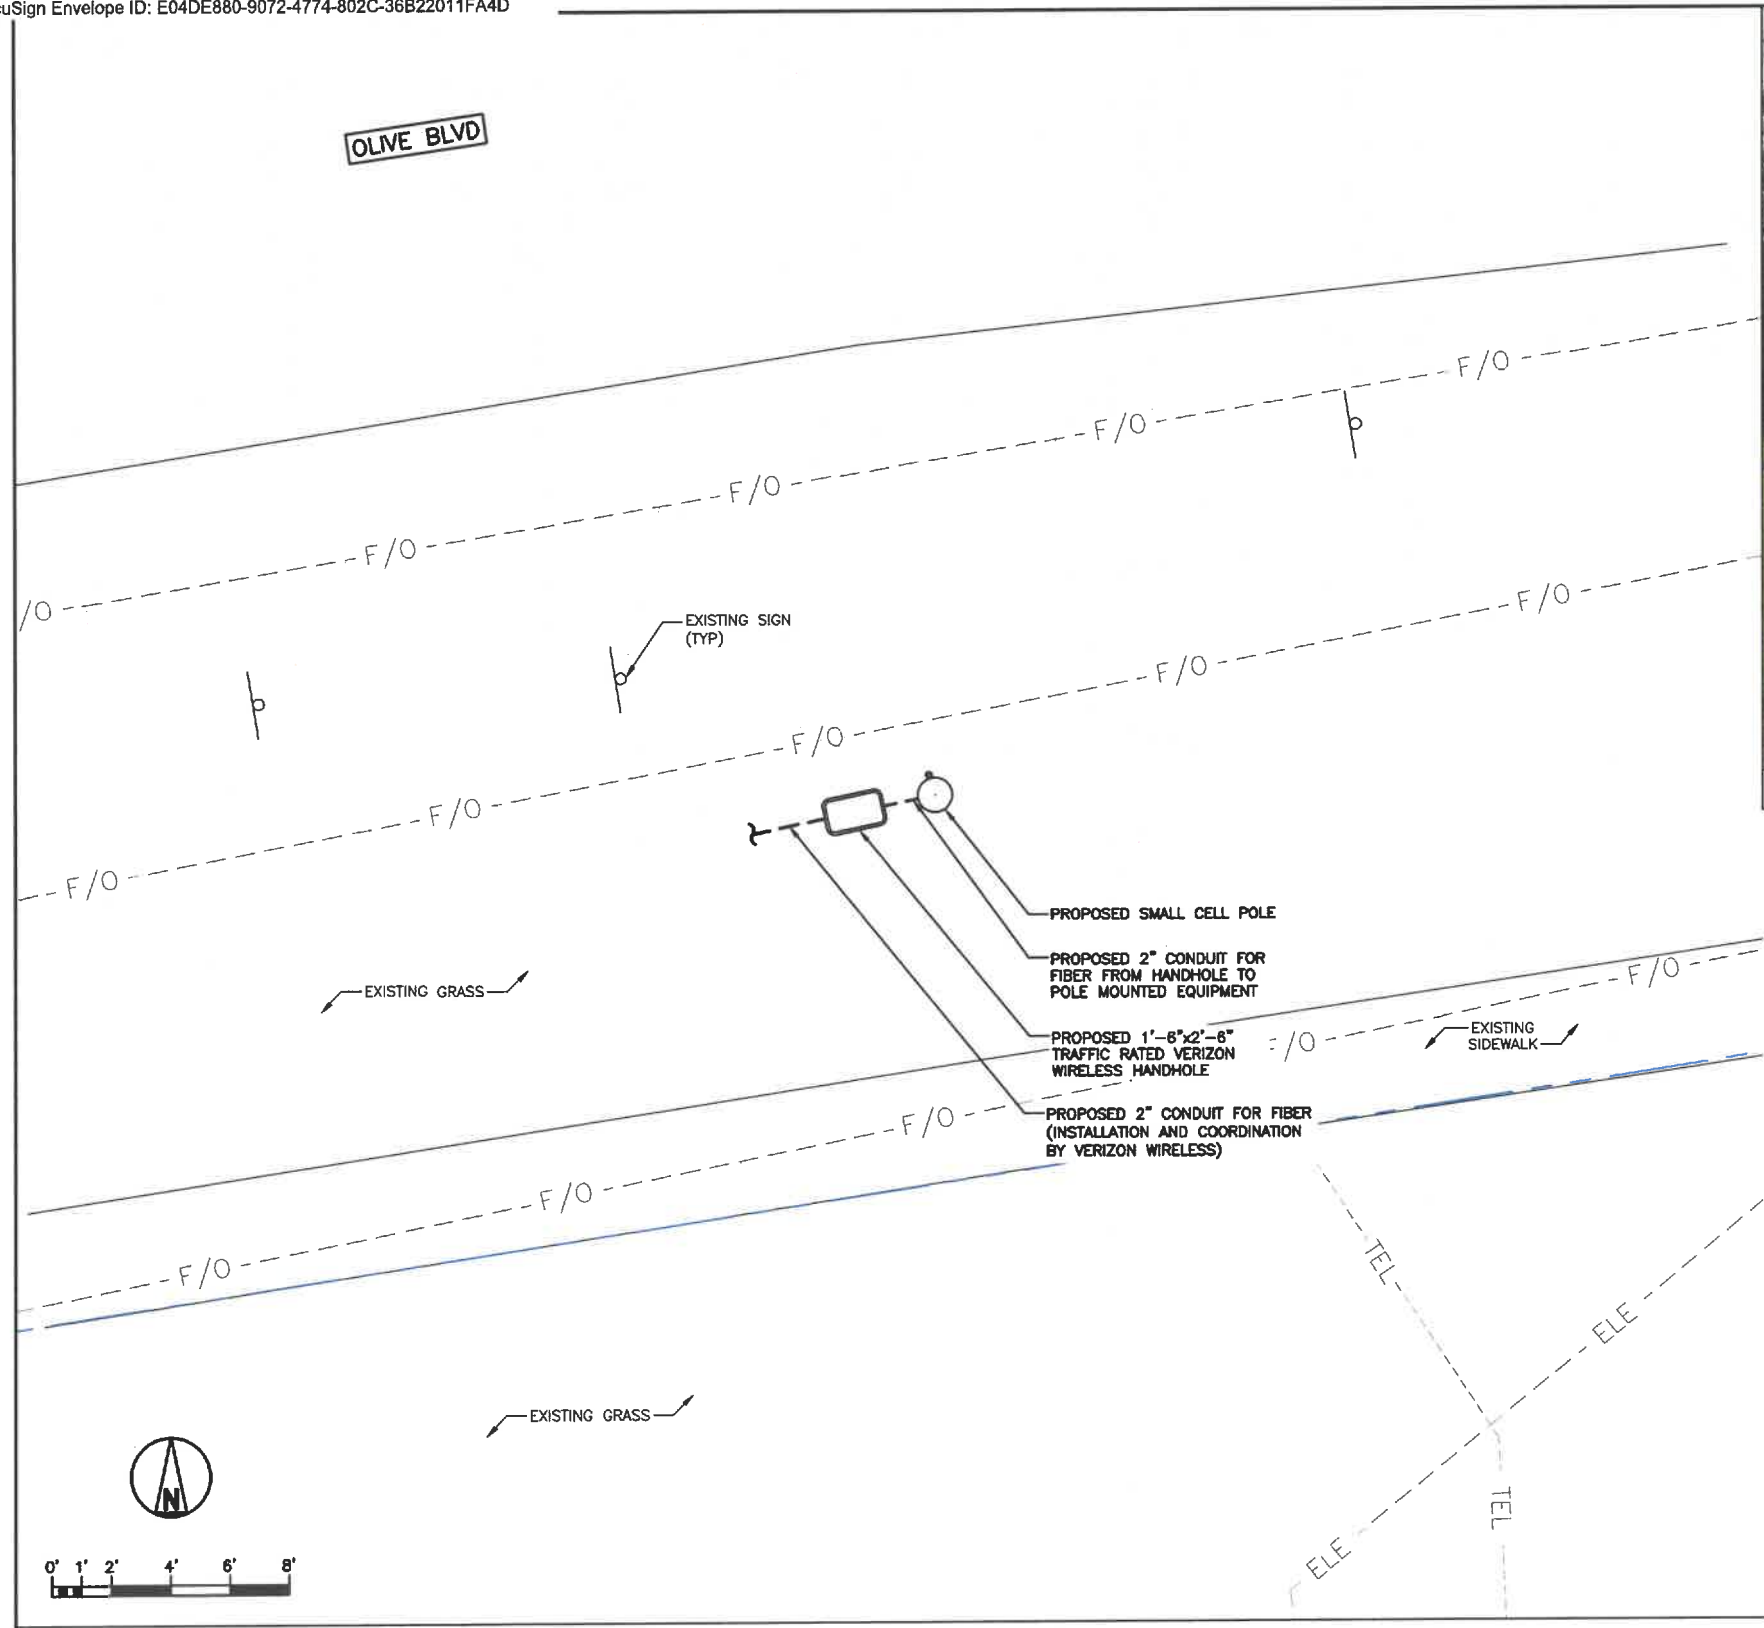 cuSign Envelope ID: E04DE880-9072-4774-802C-36B22011FA4D
OLIVE BLVD
F/O
F/O
F/O
F/O
/O
EXISTING SIGN
(TYP)
F/O
F/O
F/O
F/O
F/O
PROPOSED SMALL CELL POLE
PROPOSED 2" CONDUIT FOR
FIBER FROM HANDHOLE TO
POLE MOUNTED EQUIPMENT
EXISTING GRASS
F/O
PROPOSED 1'-6"x2'-6"
TRAFFIC RATED VERIZON
WIRELESS HANDHOLE
/O
EXISTING
SIDEWALK
PROPOSED 2" CONDUIT FOR FIBER
(INSTALLATION AND COORDINATION
BY VERIZON WIRELESS)
F/O
F/O
F/O
TEL
ELE
EXISTING GRASS
N
TEL
ELE
0' 1' 2' 4' 6' 8'